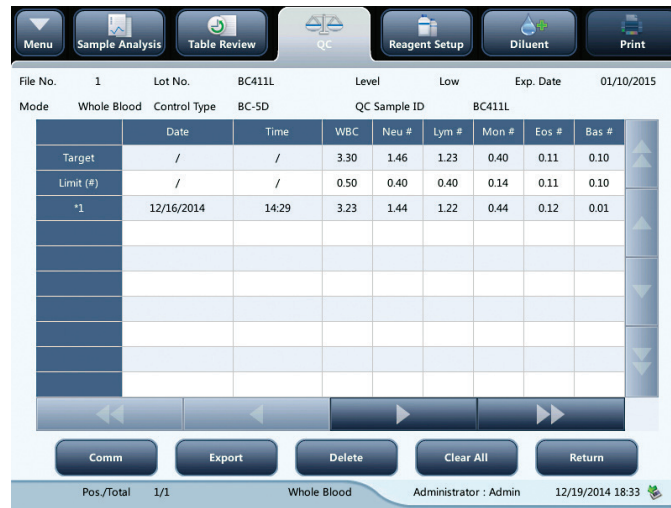 Menu Sample Analysis Table Review QC Reagent Setup Diluent Print
File No. 1 Lot No. BC411L Level Low Exp. Date 01/10/2015
Mode Whole Blood Control Type BC-5D QC Sample ID BC411L
Date Time WBC Neu # Lym # Mon # Eos # Bas #
Target / / 3.30 1.46 1.23 0.40 0.11 0.10
Limit (#) / / 0.50 0.40 0.40 0.14 0.11 0.10
*1 12/16/2014 14:29 3.23 1.44 1.22 0.44 0.12 0.01
Comm Export Delete Clear All Return
Pos./Total 1/1 Whole Blood Administrator : Admin 12/19/2014 18:33